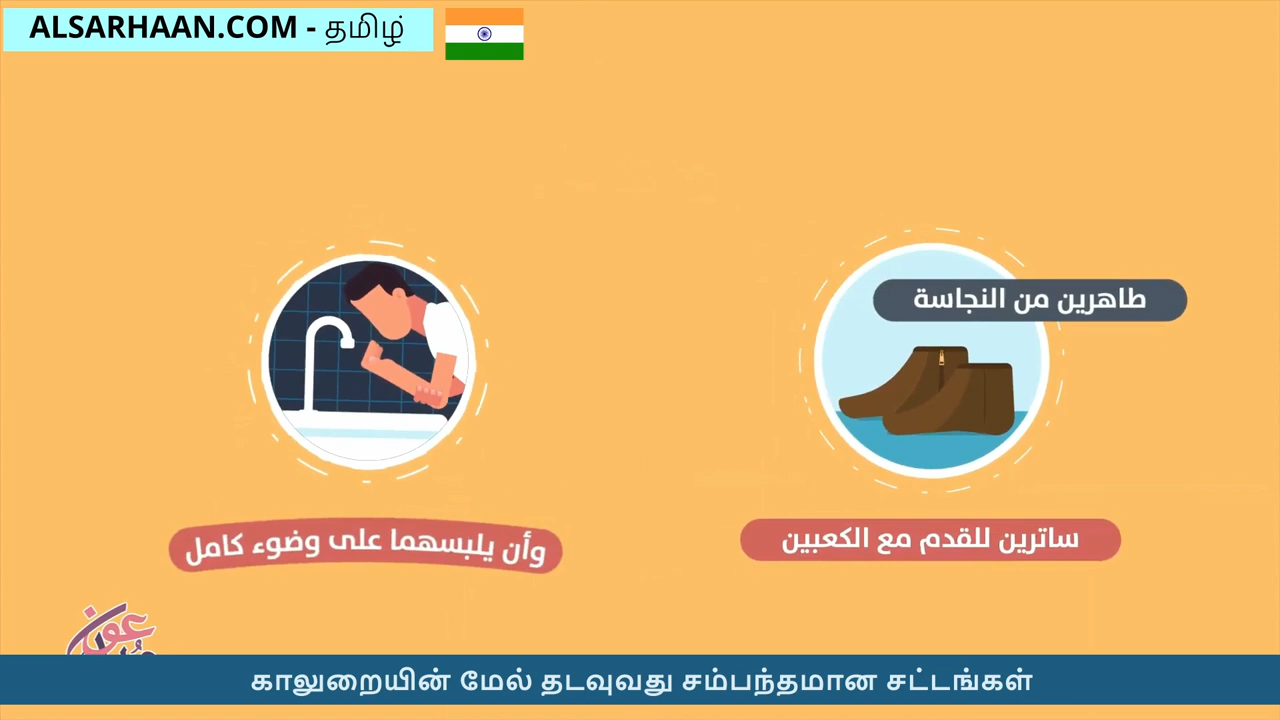 ALSARHAAN.COM - தமிழ்
طاهرين من النجاسة
ساترين للقدم مع الكعبين
وأن يلبسهما على وضوء كامل
காலுறையின் மேல் தடவுவது சம்பந்தமான சட்டங்கள்